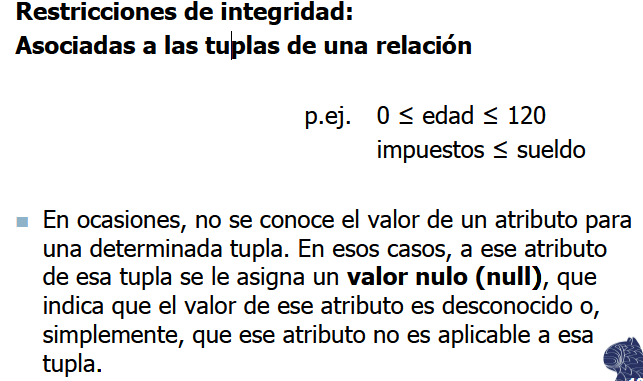 Restricciones de integridad:
Asociadas a las tuplas de una relación
p.ej. 0 ≤ edad ≤ 120
impuestos ≤ sueldo
En ocasiones, no se conoce el valor de un atributo para
una determinada tupla. En esos casos, a ese atributo
de esa tupla se le asigna un valor nulo (null), que
indica que el valor de ese atributo es desconocido o,
simplemente, que ese atributo no es aplicable a esa
tupla.